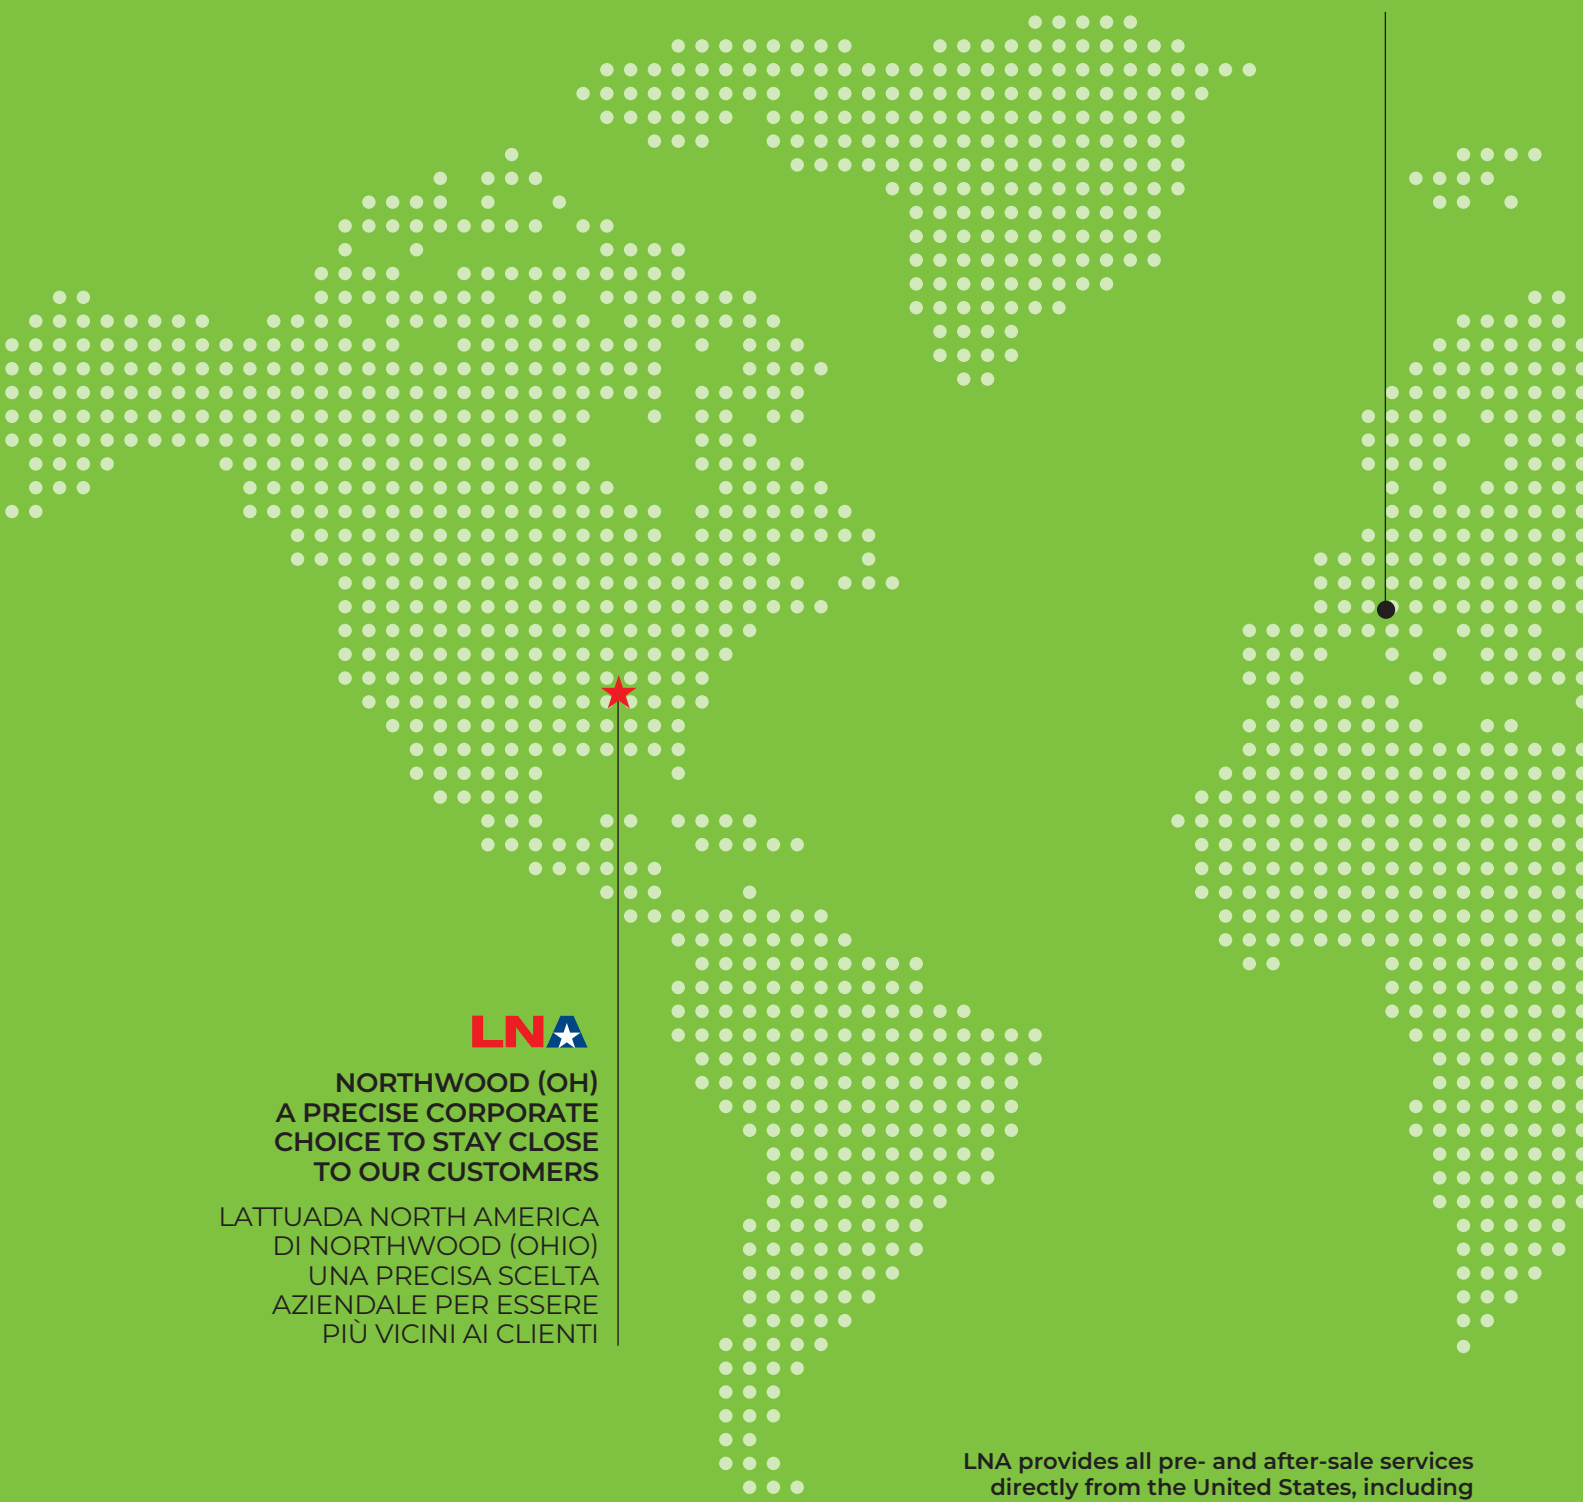 LNA
NORTHWOOD (OH)
A PRECISE CORPORATE
CHOICE TO STAY CLOSE
TO OUR CUSTOMERS
LATTUADA NORTH AMERICA
DI NORTHWOOD (OHIO)
UNA PRECISA SCELTA
AZIENDALE PER ESSERE
PIÙ VICINI AI CLIENTI
LNA provides all pre- and after-sale services
directly from the United States, including